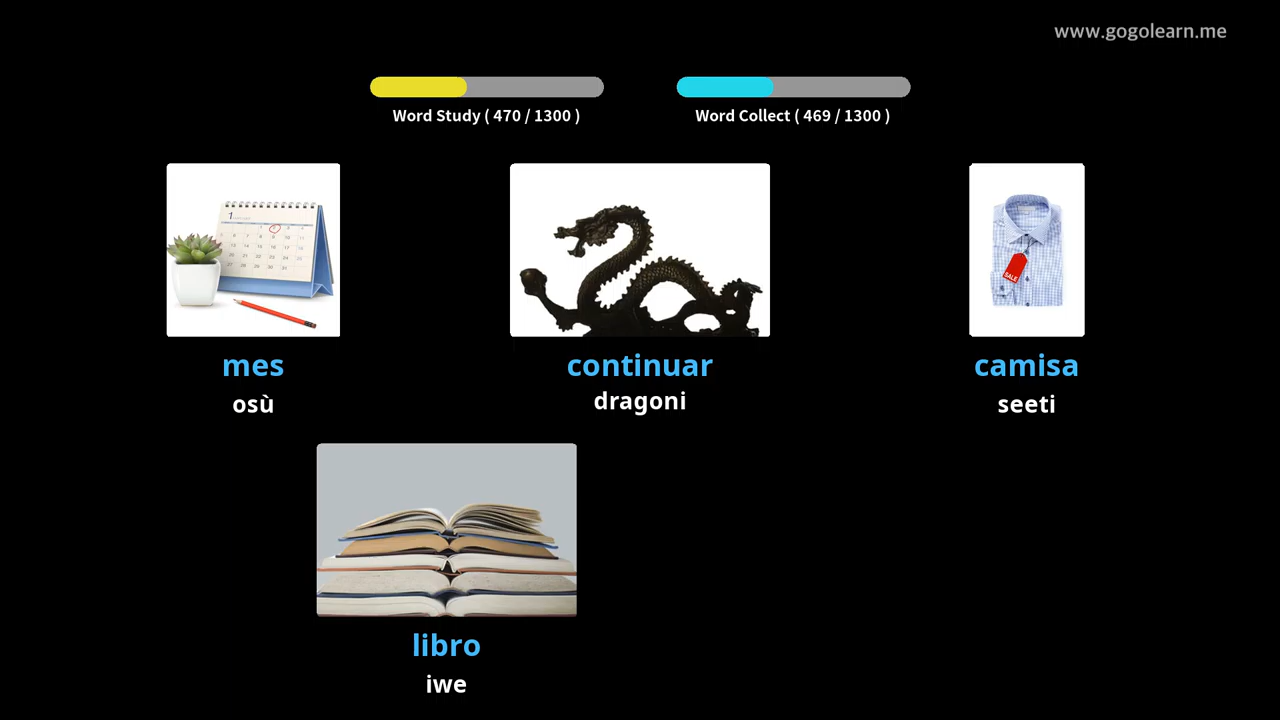 www.gogolearn.me
Word Study ( 470 / 1300 )
Word Collect ( 469 / 1300 )
mes
osù
continuar
dragoni
SALE
camisa
seeti
libro
iwe